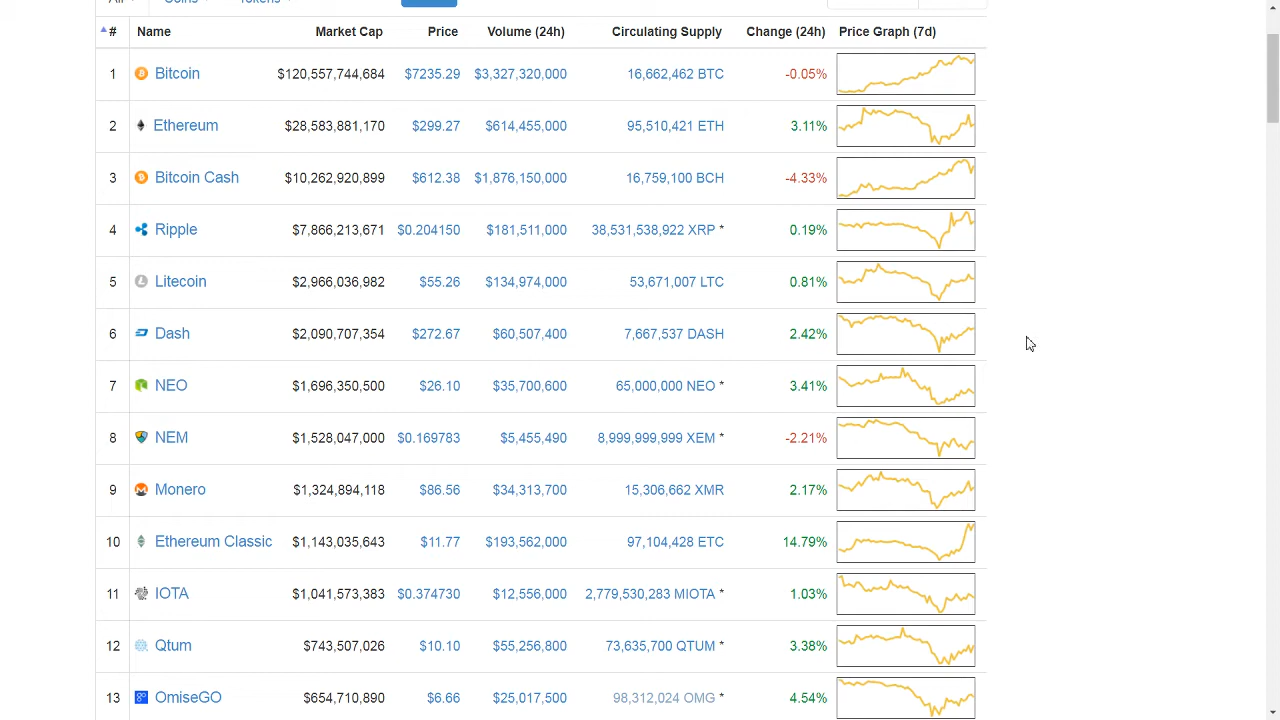 # Name Market Cap Price Volume (24h) Circulating Supply Change (24h) Price Graph (7d)
1 Bitcoin $120,557,744,684 $7235.29 $3,327,320,000 16,662,462 BTC -0.05%
2 Ethereum $28,583,881,170 $299.27 $614,455,000 95,510,421 ETH 3.11%
3 Bitcoin Cash $10,262,920,899 $612.38 $1,876,150,000 16,759,100 BCH -4.33%
4 Ripple $7,866,213,671 $0.204150 $181,511,000 38,531,538,922 XRP * 0.19%
5 Litecoin $2,966,036,982 $55.26 $134,974,000 53,671,007 LTC 0.81%
6 Dash $2,090,707,354 $272.67 $60,507,400 7,667,537 DASH 2.42%
7 NEO $1,696,350,500 $26.10 $35,700,600 65,000,000 NEO * 3.41%
8 NEM $1,528,047,000 $0.169783 $5,455,490 8,999,999,999 XEM * -2.21%
9 Monero $1,324,894,118 $86.56 $34,313,700 15,306,662 XMR 2.17%
10 Ethereum Classic $1,143,035,643 $11.77 $193,562,000 97,104,428 ETC 14.79%
11 IOTA $1,041,573,383 $0.374730 $12,556,000 2,779,530,283 MIOTA * 1.03%
12 Qtum $743,507,026 $10.10 $55,256,800 73,635,700 QTUM * 3.38%
13 OmiseGO $654,710,890 $6.66 $25,017,500 98,312,024 OMG * 4.54%